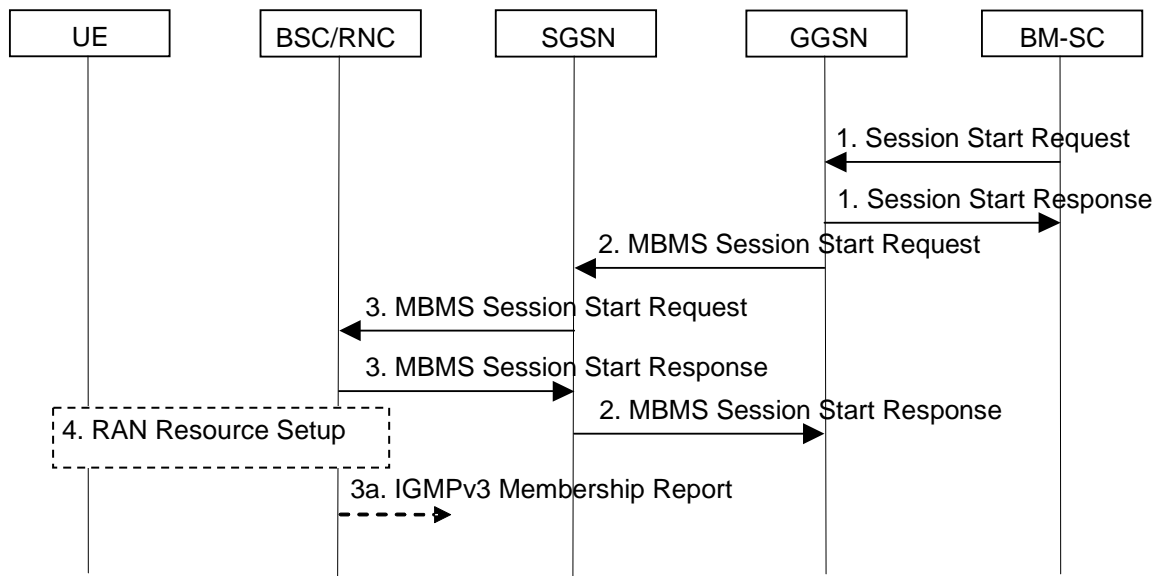 UE
BSC/RNC
SGSN
GGSN
BM-SC
1. Session Start Request
1. Session Start Response
2. MBMS Session Start Request
3. MBMS Session Start Request
3. MBMS Session Start Response
2. MBMS Session Start Response
4. RAN Resource Setup
3a. IGMPv3 Membership Report